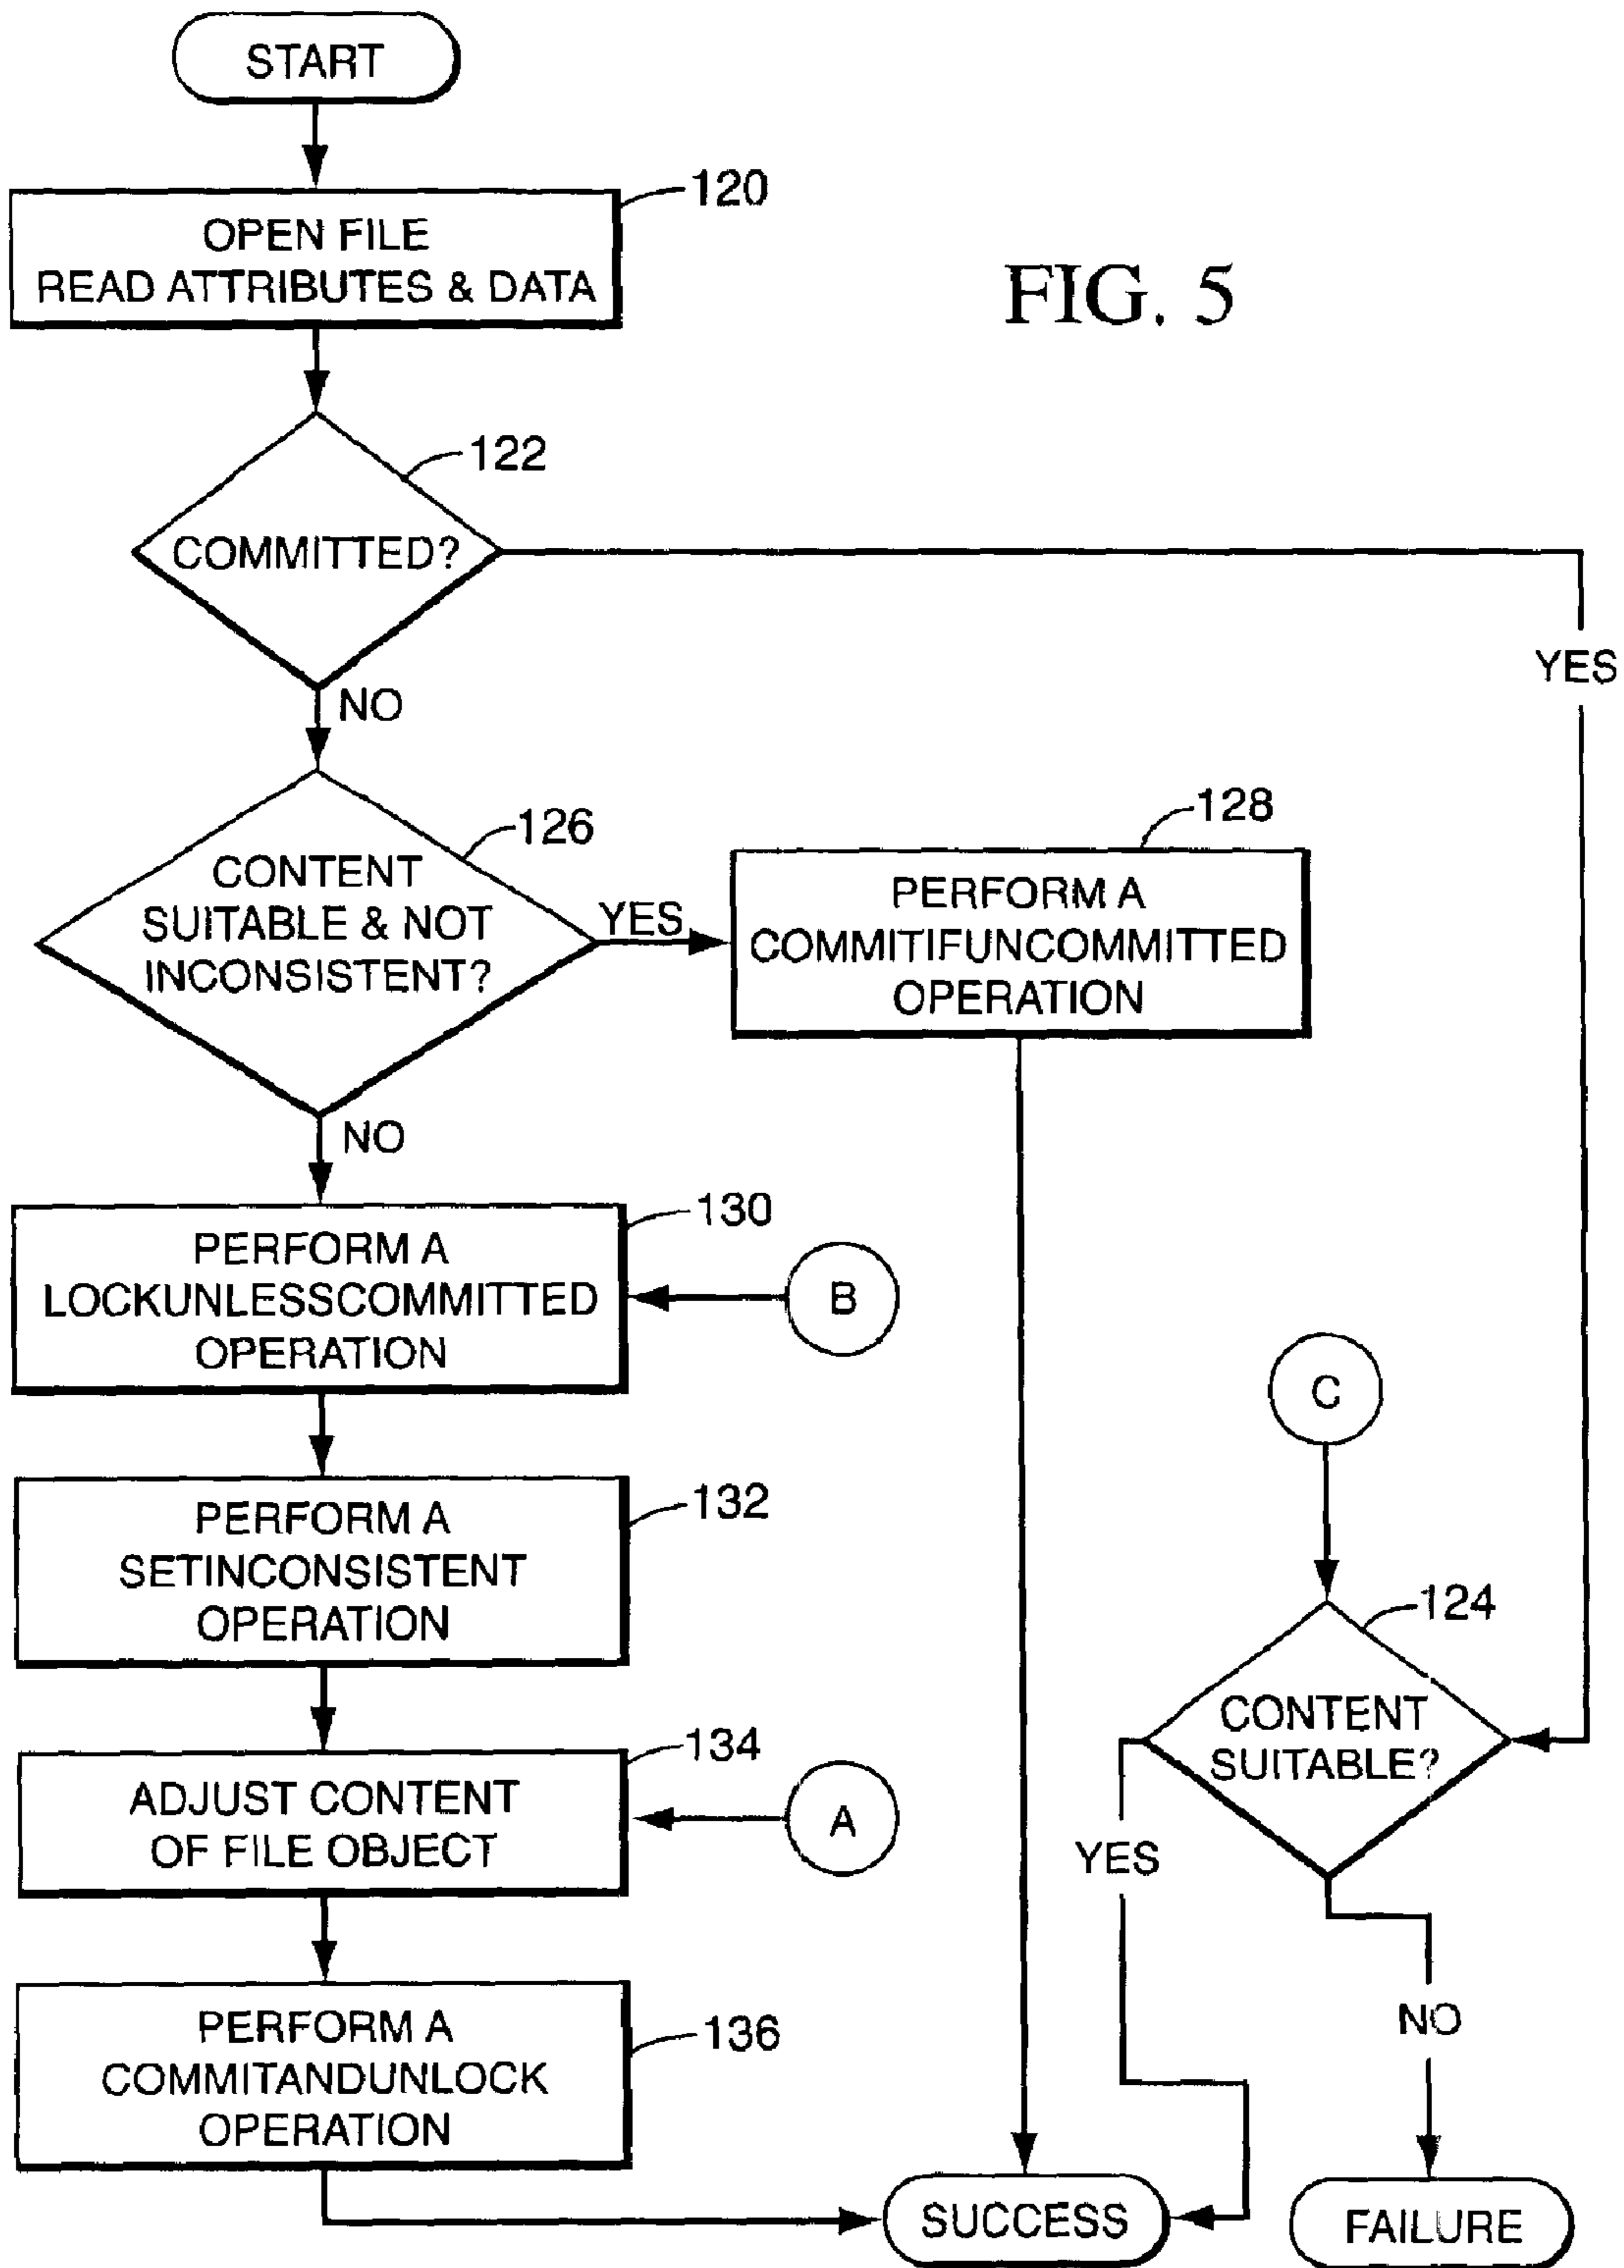 START
120
OPEN FILE
READ ATTRIBUTES & DATA
FIG. 5
122
COMMITTED?
YES
NO
126
CONTENT
SUITABLE & NOT
INCONSISTENT?
YES
128
PERFORM A
COMMITIFUNCOMMITTED
OPERATION
NO
130
PERFORM A
LOCKUNLESSCOMMITTED
OPERATION
B
C
132
PERFORM A
SETINCONSISTENT
OPERATION
124
CONTENT
SUITABLE?
134
ADJUST CONTENT
OF FILE OBJECT
A
YES
NO
136
PERFORM A
COMMITANDUNLOCK
OPERATION
SUCCESS
FAILURE